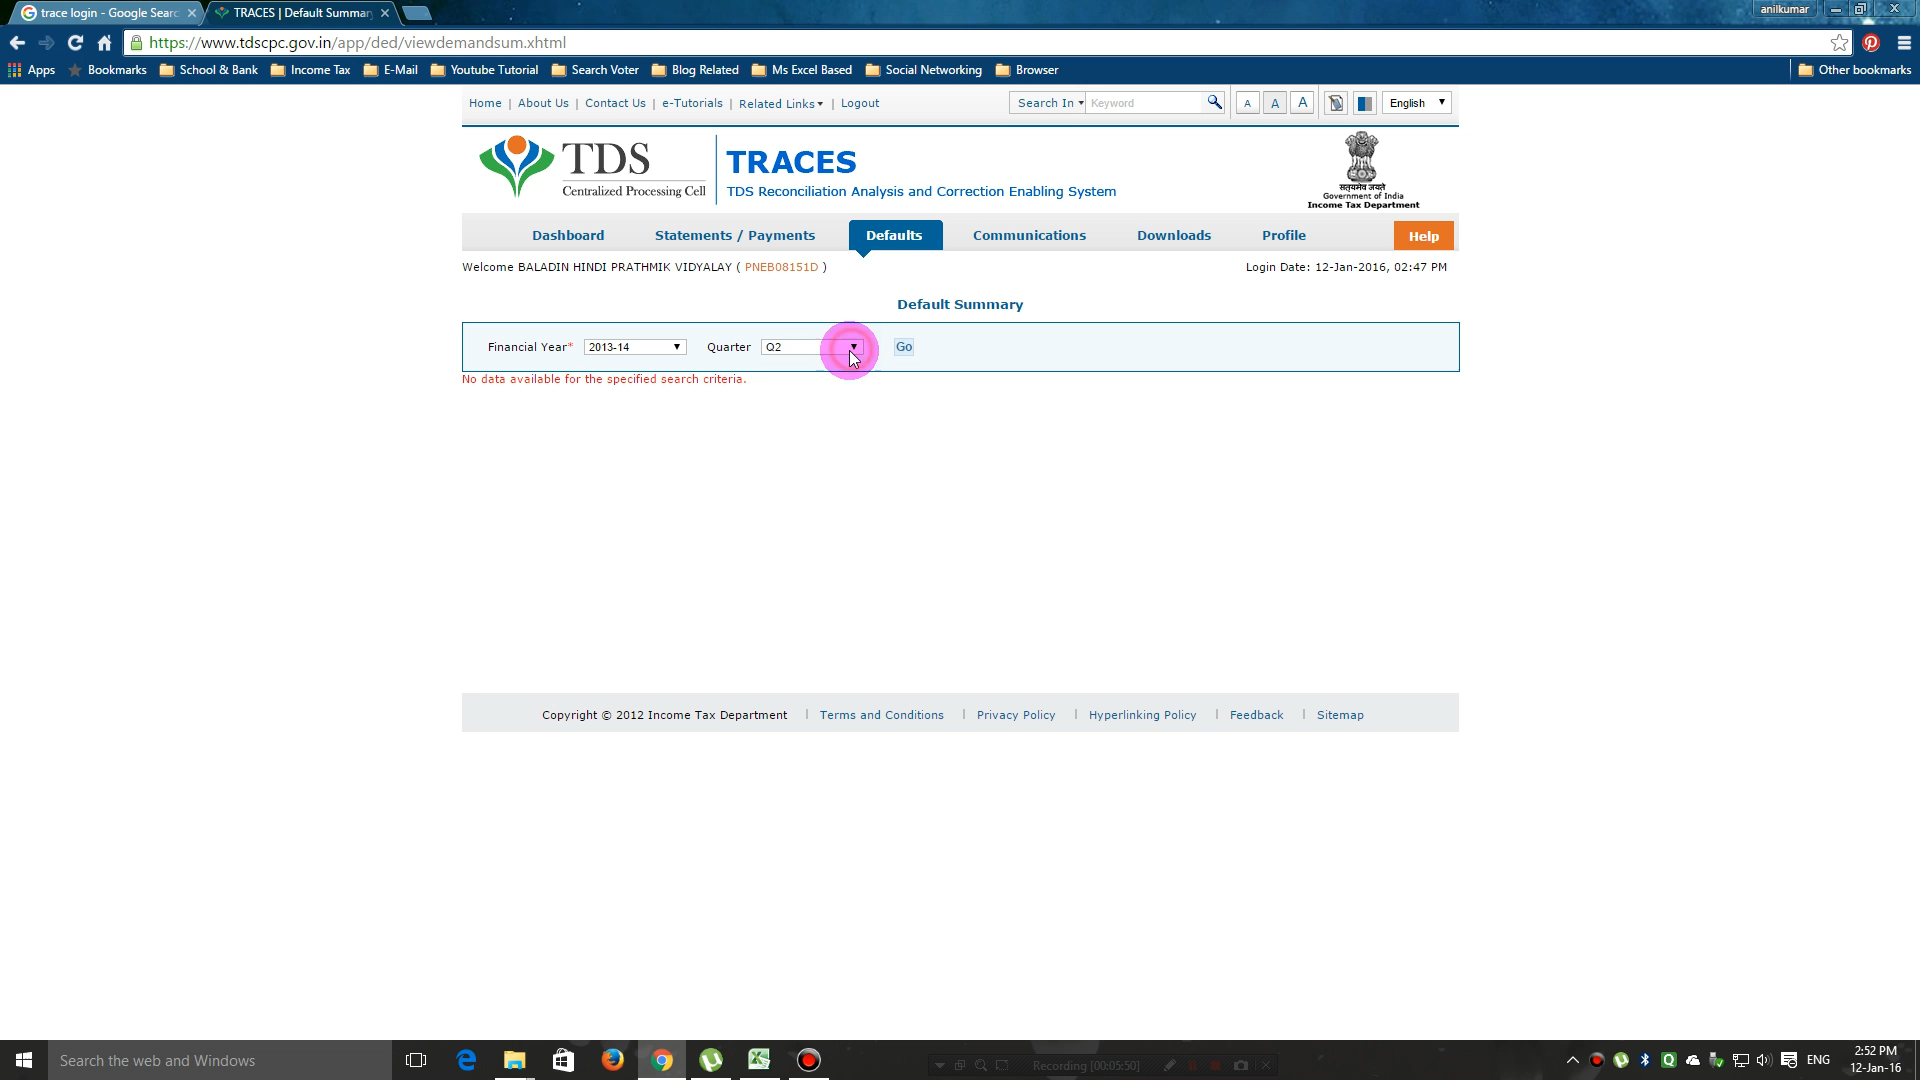 trace login - Google Searc
TRACES | Default Summary
anilkumar
https://www.tdscpc.gov.in/app/ded/viewdemandsum.xhtml
Apps Bookmarks School & Bank Income Tax E-Mail Youtube Tutorial Search Voter Blog Related Ms Excel Based Social Networking Browser Other bookmarks
Home | About Us | Contact Us | e-Tutorials | Related Links | Logout
Search In Keyword A A A English
TDS
Centralized Processing Cell
TRACES
TDS Reconciliation Analysis and Correction Enabling System
सत्यमेव जयते
Government of India
Income Tax Department
Dashboard Statements / Payments Defaults Communications Downloads Profile Help
Welcome BALADIN HINDI PRATHMIK VIDYALAY ( PNEB08151D )
Login Date: 12-Jan-2016, 02:47 PM
Default Summary
Financial Year* 2013-14 Quarter Q2 Go
No data available for the specified search criteria.
Copyright © 2012 Income Tax Department | Terms and Conditions | Privacy Policy | Hyperlinking Policy | Feedback | Sitemap
Search the web and Windows
Recording [00:05:50]
ENG
2:52 PM
12-Jan-16